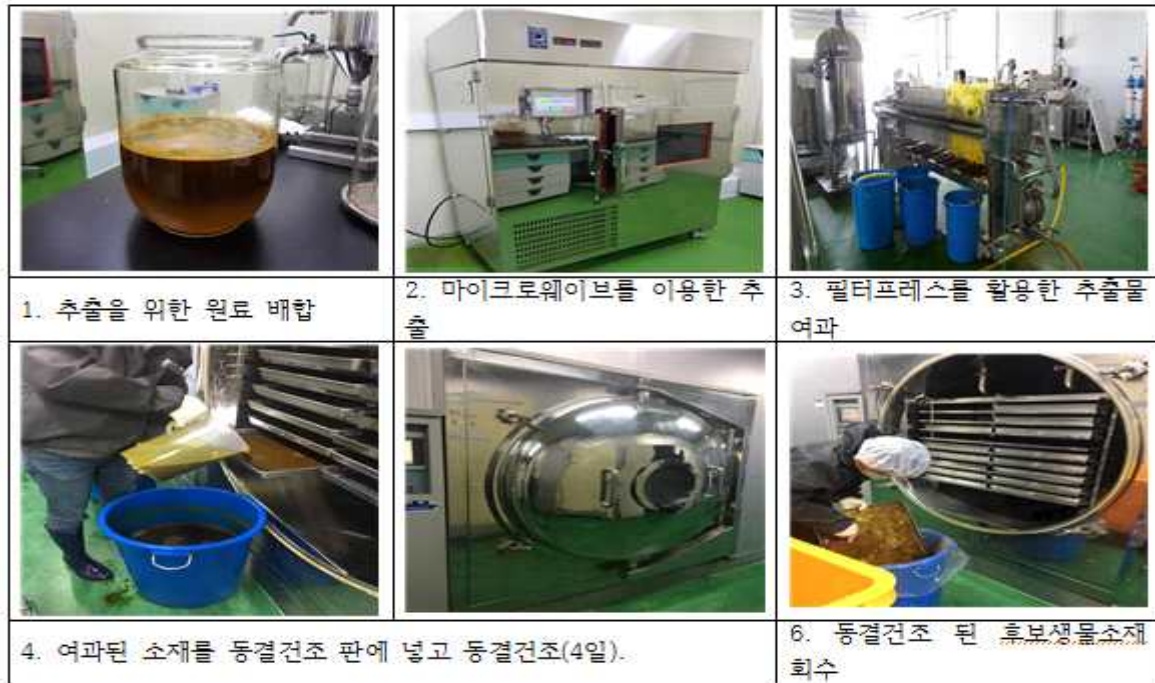 1. 추출을 위한 원료 배합
2. 마이크로웨이브를 이용한 추
출
3. 필터프레스를 활용한 추출물
여과
4. 여과된 소재를 동결건조 판에 넣고 동결건조(4일).
6. 동결건조 된 후보생물소재
회수